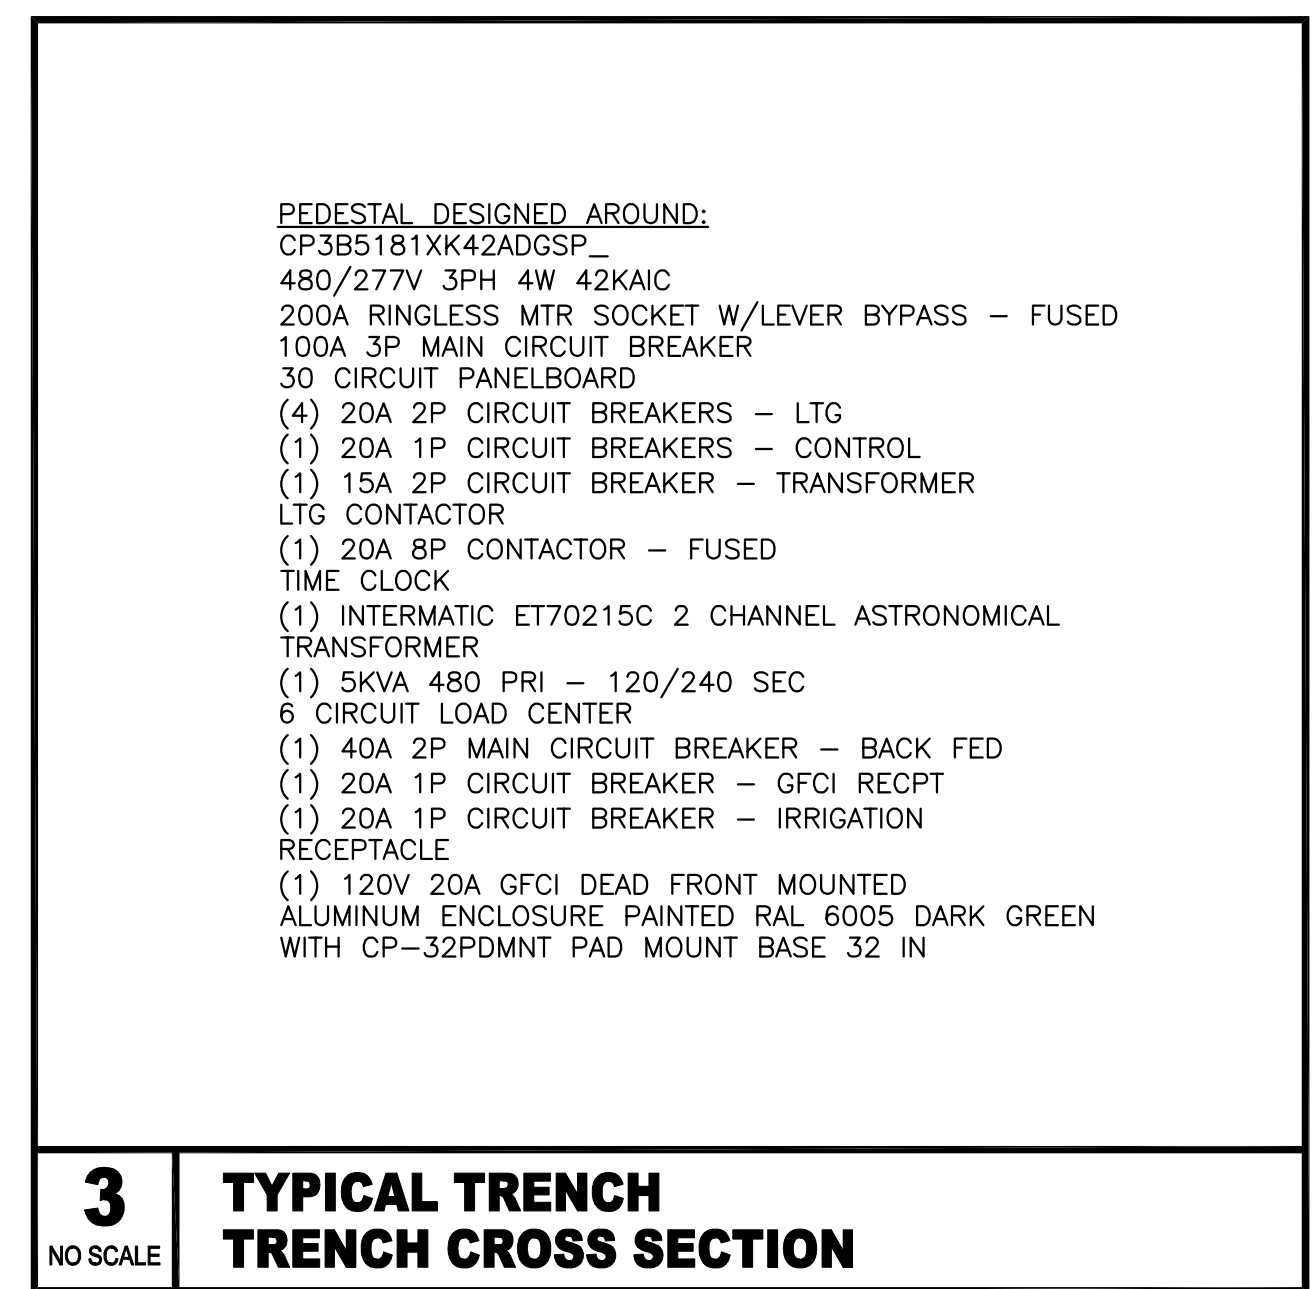 PEDESTAL DESIGNED AROUND:
CP3B5181XK42ADGSP_
480/277V 3PH 4W 42KAIC
200A RINGLESS MTR SOCKET W/LEVER BYPASS – FUSED
100A 3P MAIN CIRCUIT BREAKER
30 CIRCUIT PANELBOARD
(4) 20A 2P CIRCUIT BREAKERS – LTG
(1) 20A 1P CIRCUIT BREAKERS – CONTROL
(1) 15A 2P CIRCUIT BREAKER – TRANSFORMER
LTG CONTACTOR
(1) 20A 8P CONTACTOR – FUSED
TIME CLOCK
(1) INTERMATIC ET70215C 2 CHANNEL ASTRONOMICAL
TRANSFORMER
(1) 5KVA 480 PRI – 120/240 SEC
6 CIRCUIT LOAD CENTER
(1) 40A 2P MAIN CIRCUIT BREAKER – BACK FED
(1) 20A 1P CIRCUIT BREAKER – GFCI RECPT
(1) 20A 1P CIRCUIT BREAKER – IRRIGATION
RECEPTACLE
(1) 120V 20A GFCI DEAD FRONT MOUNTED
ALUMINUM ENCLOSURE PAINTED RAL 6005 DARK GREEN
WITH CP–32PDMNT PAD MOUNT BASE 32 IN
3
NO SCALE
TYPICAL TRENCH
TRENCH CROSS SECTION